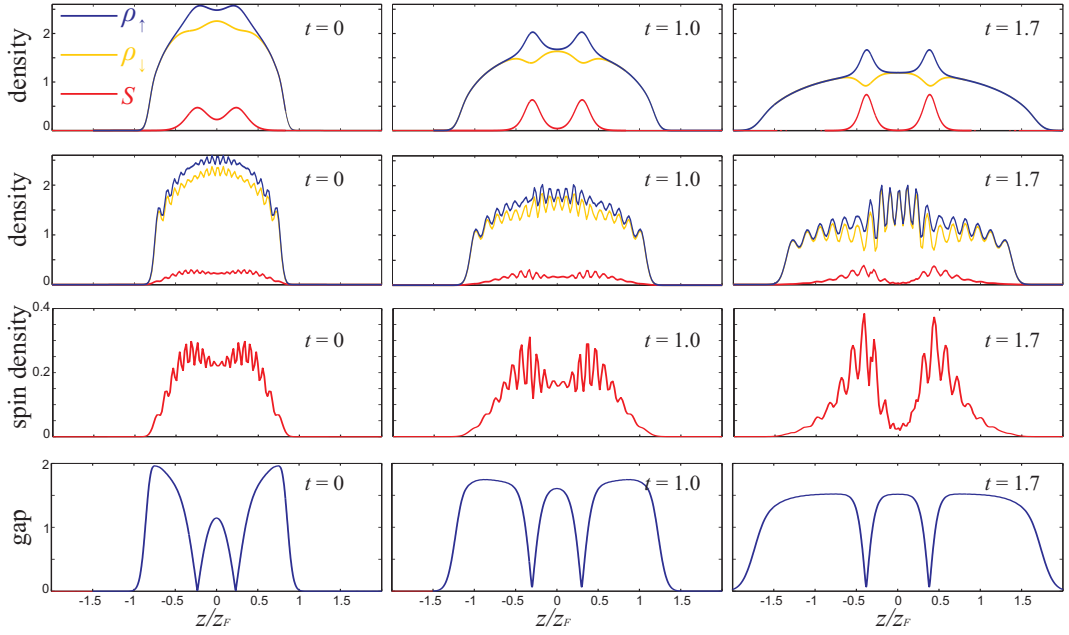 density
2
1
0
ρ↑
ρ↓
S
t = 0
t = 1.0
t = 1.7
density
2
1
0
t = 0
t = 1.0
t = 1.7
spin density
0.4
0.2
0
t = 0
t = 1.0
t = 1.7
gap
2
1
0
t = 0
t = 1.0
t = 1.7
-1.5 -1 -0.5 0 0.5 1 1.5
-1.5 -1 -0.5 0 0.5 1 1.5
-1.5 -1 -0.5 0 0.5 1 1.5
z/zF
z/zF
z/zF